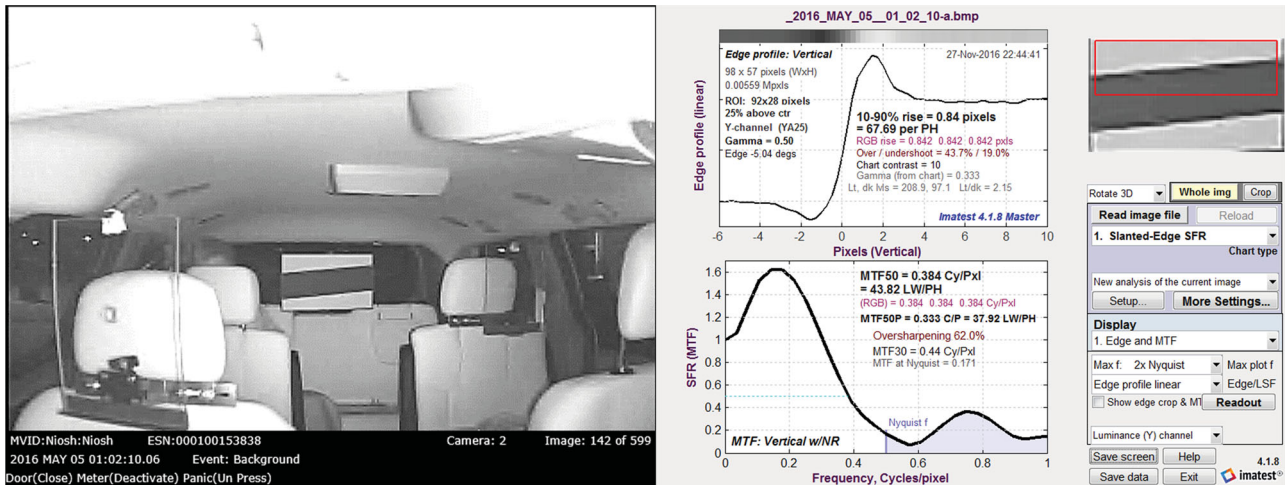 MVID:Niosh:Niosh ESN:000100153838 Camera: 2 Image: 142 of 599
2016 MAY 05 01:02:10.06 Event: Background
Door(Close) Meter(Deactivate) Panic(Un Press)
_2016_MAY_05__01_02_10-a.bmp
Edge profile: Vertical
27-Nov-2016 22:44:41
98 x 57 pixels (WxH)
0.00559 Mpxls
ROI: 92x28 pixels
25% above ctr
Y-channel (YA25)
Gamma = 0.50
Edge -5.04 degs
10-90% rise = 0.84 pixels
= 67.69 per PH
RGB rise = 0.842 0.842 0.842 pxls
Over / undershoot = 43.7% / 19.0%
Chart contrast = 10
Gamma (from chart) = 0.333
Lt, dk lvls = 208.9, 97.1 Lt/dk = 2.15
Imatest 4.1.8 Master
Edge profile (linear)
-6 -4 -2 0 2 4 6 8 10
Pixels (Vertical)
MTF50 = 0.384 Cy/Pxl
= 43.82 LW/PH
(RGB) = 0.384 0.384 0.384 Cy/Pxl
MTF50P = 0.333 C/P = 37.92 LW/PH
Oversharpening 62.0%
MTF30 = 0.44 Cy/Pxl
MTF at Nyquist = 0.171
Nyquist f
MTF: Vertical w/NR
SFR (MTF)
1.6
1.4
1.2
1
0.8
0.6
0.4
0.2
0
0 0.2 0.4 0.6 0.8 1
Frequency, Cycles/pixel
Rotate 3D Whole img Crop
Read image file Reload
1. Slanted-Edge SFR
Chart type
New analysis of the current image
Setup... More Settings...
Display
1. Edge and MTF
Max f: 2x Nyquist Max plot f
Edge profile linear Edge/LSF
Show edge crop & MT Readout
Luminance (Y) channel
Save screen Help
4.1.8
Save data Exit imatest®